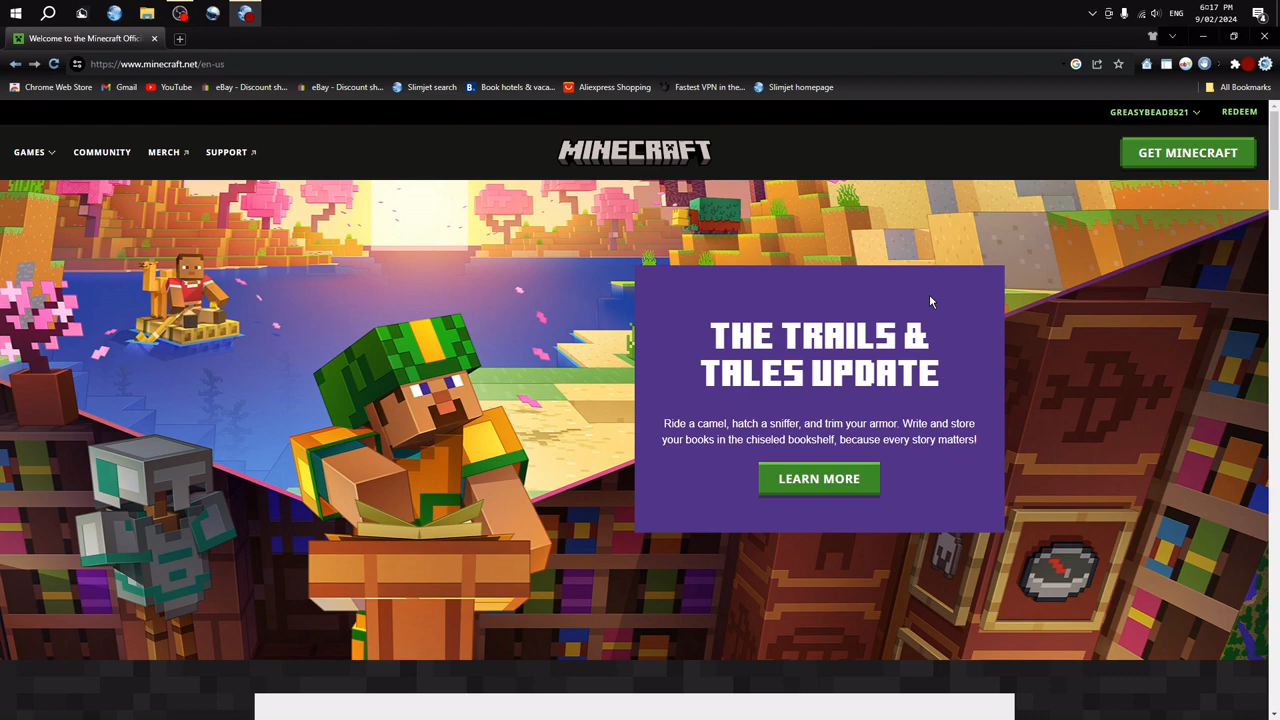 6:17 PM
ENG
9/02/2024
4
Welcome to the Minecraft Offic
https://www.minecraft.net/en-us
Chrome Web Store Gmail YouTube eBay - Discount sh... eBay - Discount sh... Slimjet search Book hotels & vaca... Aliexpress Shopping Fastest VPN in the... Slimjet homepage All Bookmarks
GREASYBEAD8521 REDEEM
GAMES COMMUNITY MERCH SUPPORT MINECRAFT GET MINECRAFT
THE TRAILS &
TALES UPDATE
Ride a camel, hatch a sniffer, and trim your armor. Write and store
your books in the chiseled bookshelf, because every story matters!
LEARN MORE